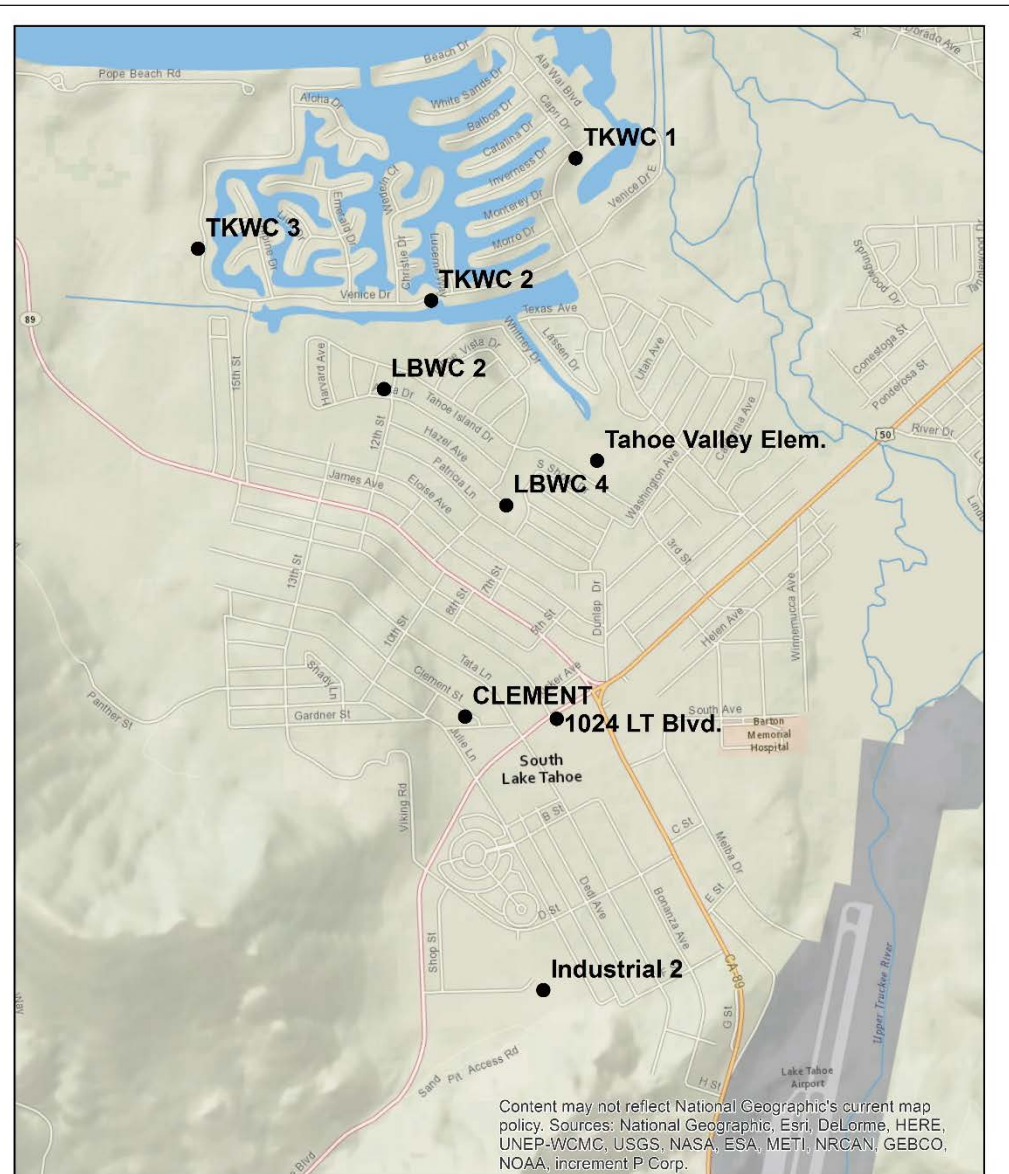 Dorado Ave
Beach Dr
Pope Beach Rd
Ala Wai Blvd
White Sands Dr
Aloha Dr
Capri Dr
Balboa Dr
Catalina Dr
TKWC 1
Inverness Dr
Venice Dr E
Monterey Dr
Emerald Dr
TKWC 3
Morro Dr
Christie Dr
Springwood Dr
Tanglewood Dr
TKWC 2
Venice Dr
Texas Ave
89
Whitney Dr
Lassen Dr
Utah Ave
Conestoga St
Vista Dr
15th St
Harvard Ave
LBWC 2
Ponderosa St
Dr
Tahoe Island Dr
12th St
Hazel Ave
Tahoe Valley Elem.
50
River Dr
Patricia Ln
James Ave
Eloise Ave
LBWC 4
Washington Ave
3rd St
13th St
7th St
8th St
5th St
Dunlap Dr
Helen Ave
Winnemucca Ave
10th St
Tata Ln
Shady Ln
Clement St
CLEMENT
Panther St
Gardner St
Julie Ln
1024 LT Blvd.
South Ave
Barton
Memorial
Hospital
South
Lake Tahoe
Viking Rd
B St
C St
Melba Dr
Dedi Ave
Bonanza Ave
E St
D St
Shop St
Industrial 2
CA-89
Upper Truckee River
G St
Sand Pit Access Rd
H St
Lake Tahoe
Airport
Content may not reflect National Geographic's current map
policy. Sources: National Geographic, Esri, DeLorme, HERE,
UNEP-WCMC, USGS, NASA, ESA, METI, NRCAN, GEBCO,
NOAA, increment P Corp.
e Blvd